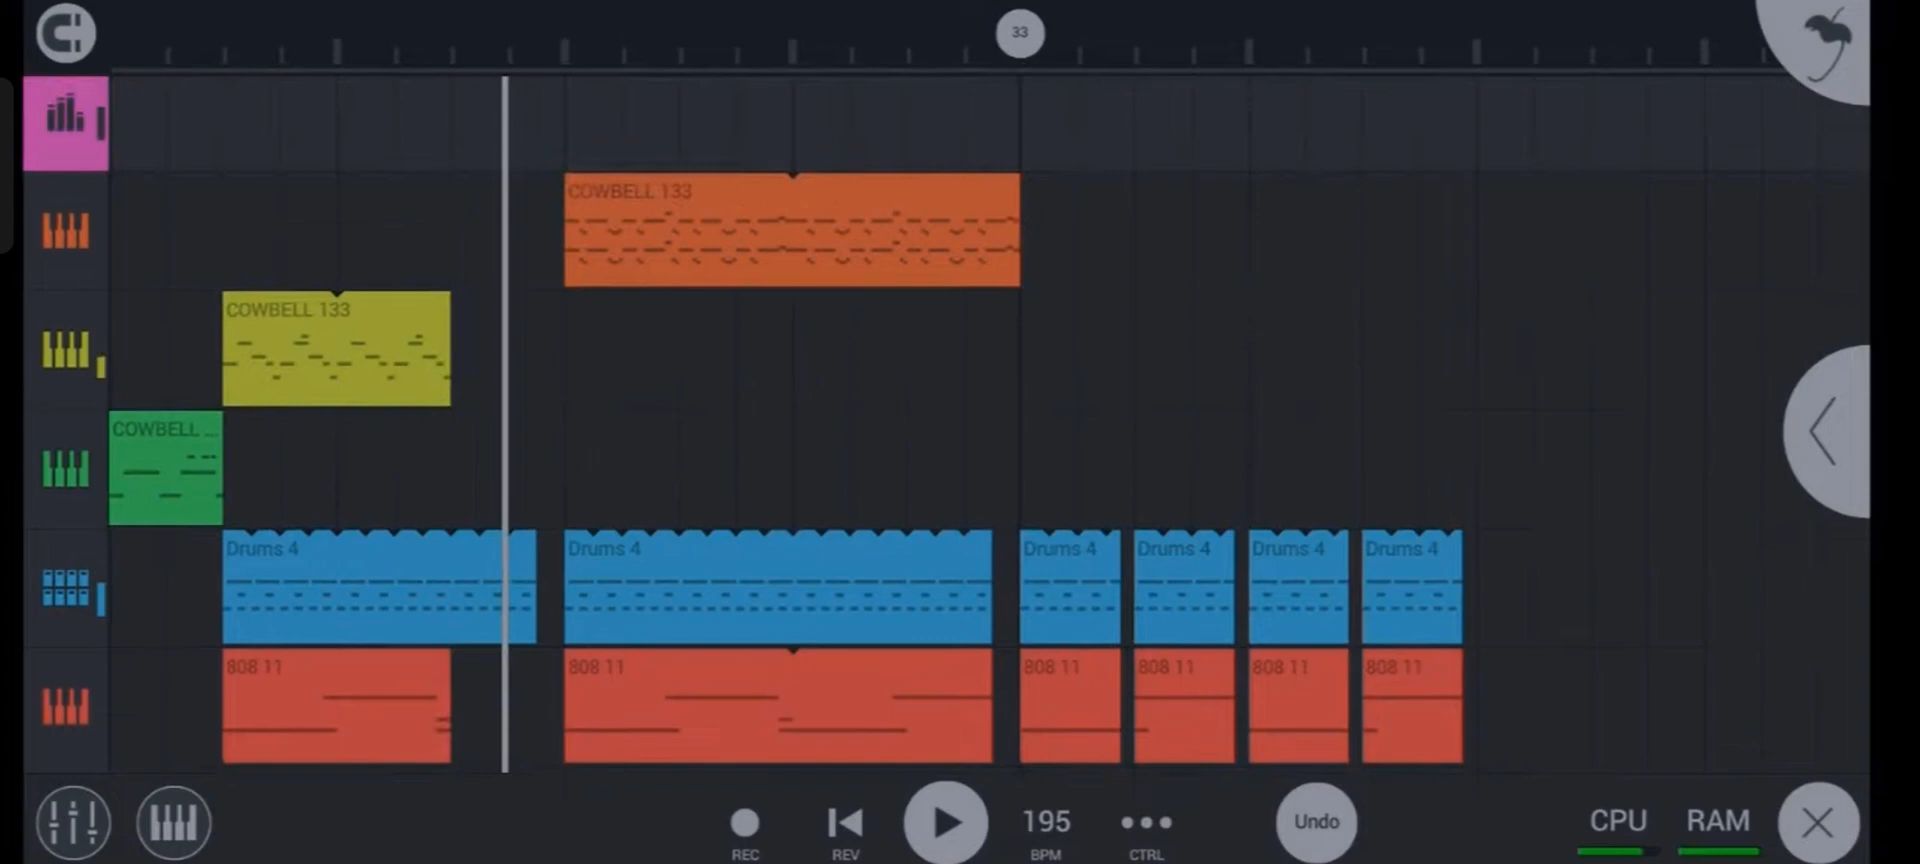 33
COWBELL 133
COWBELL 133
COWBELL ...
Drums 4
Drums 4
Drums 4
Drums 4
Drums 4
Drums 4
808 11
808 11
808 11
808 11
808 11
808 11
REC
REV
195
BPM
CTRL
Undo
CPU
RAM